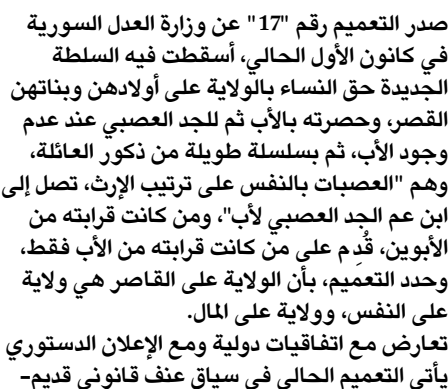 صدر التعميم رقم "17" عن وزارة العدل السورية
في كانون الأول الحالي، أسقطت فيه السلطة
الجديدة حق النساء بالولاية على أولادهن وبناتهن
القصر، وحصرته بالأب ثم للجد العصبي عند عدم
وجود الأب، ثم بسلسلة طويلة من ذكور العائلة،
وهم "العصبات بالنفس على ترتيب الإرث، تصل إلى
ابن عم الجد العصبي لأب"، ومن كانت قرابته من
الأبوين، قُدِم على من كانت قرابته من الأب فقط،
وحدد التعميم، بأن الولاية على القاصر هي ولاية
على النفس، وولاية على المال.
تعارض مع اتفاقيات دولية ومع الإعلان الدستوري
يأتي التعميم الحالي في سياق عنف قانوني قديم-